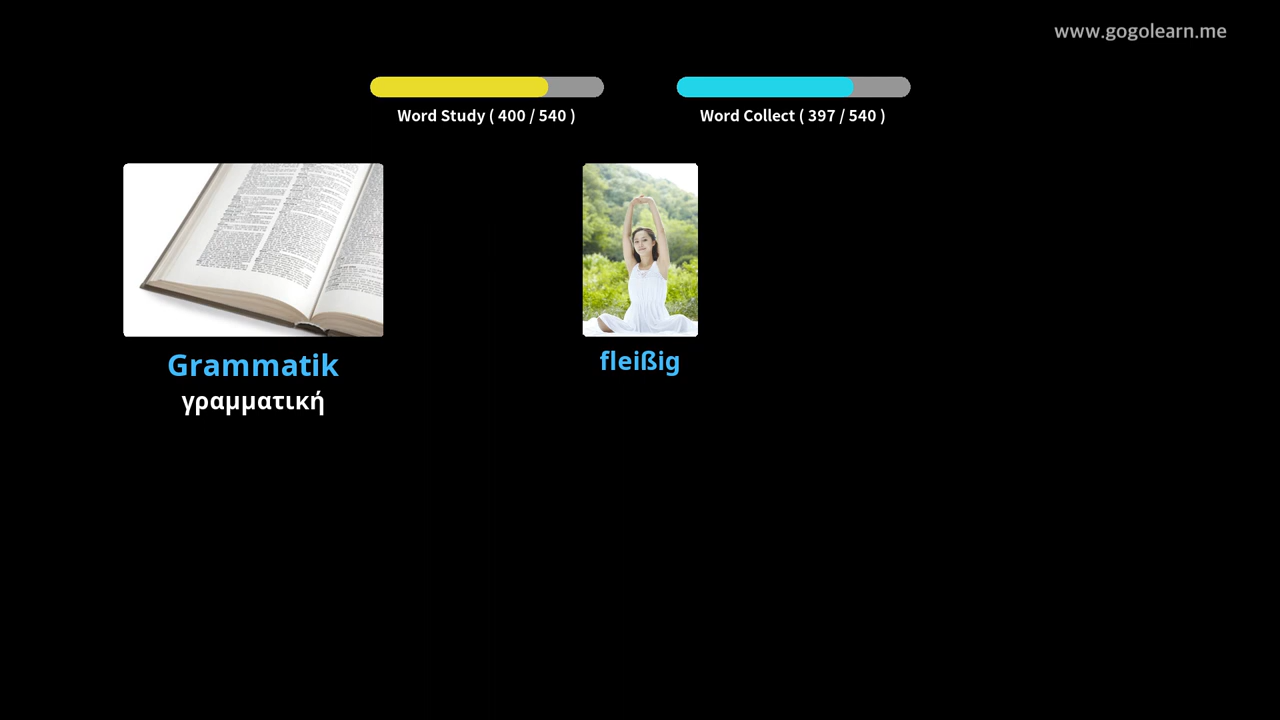 www.gogolearn.me
Word Study ( 400 / 540 )
Word Collect ( 397 / 540 )
Grammatik
γραμματική
fleißig